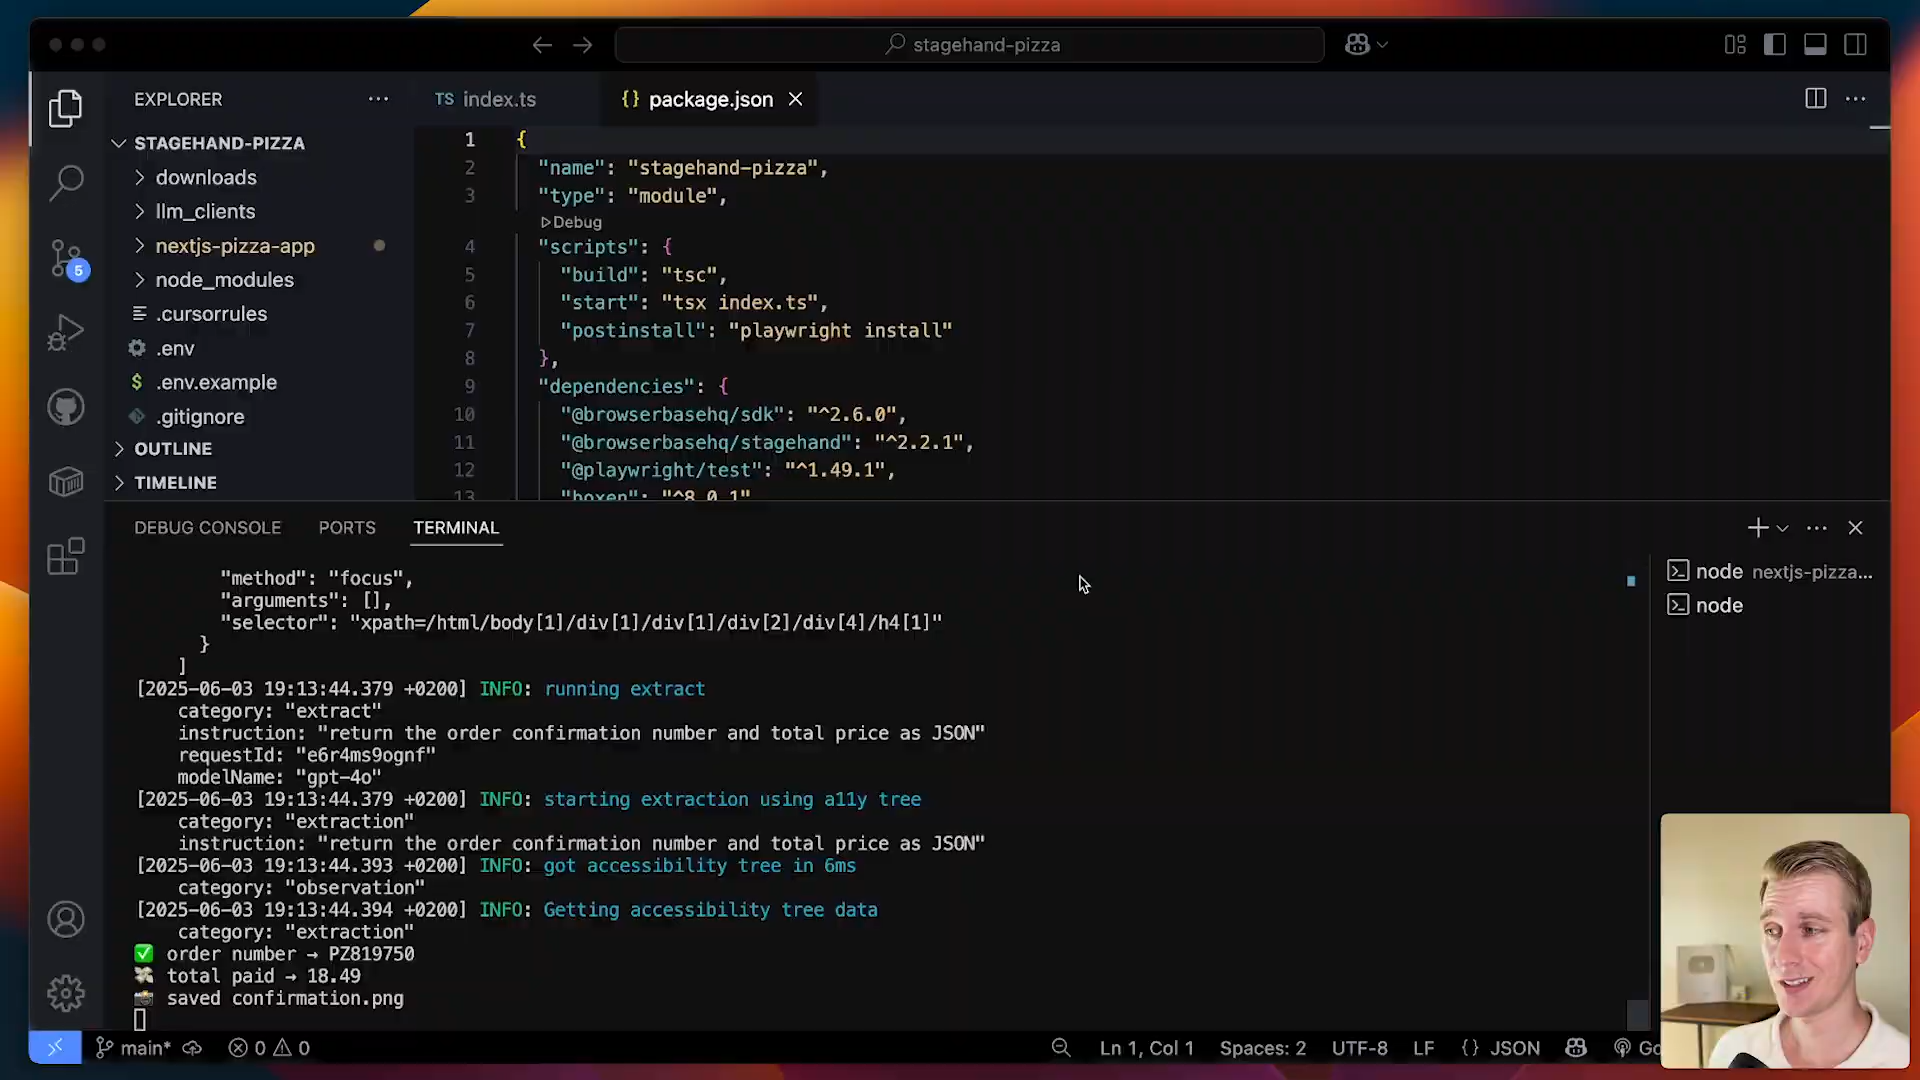 stagehand-pizza
EXPLORER
TS index.ts
{} package.json
STAGEHAND-PIZZA
downloads
llm_clients
nextjs-pizza-app
node_modules
.cursorrules
.env
$ .env.example
.gitignore
OUTLINE
TIMELINE
5
1 {
2 "name": "stagehand-pizza",
3 "type": "module",
Debug
4 "scripts": {
5 "build": "tsc",
6 "start": "tsx index.ts",
7 "postinstall": "playwright install"
8 },
9 "dependencies": {
10 "@browserbasehq/sdk": "^2.6.0",
11 "@browserbasehq/stagehand": "^2.2.1",
12 "@playwright/test": "^1.49.1",
13 "boxen": "^8.0.1"
DEBUG CONSOLE PORTS TERMINAL
"method": "focus",
"arguments": [],
"selector": "xpath=/html/body[1]/div[1]/div[1]/div[2]/div[4]/h4[1]"
}
]
[2025-06-03 19:13:44.379 +0200] INFO: running extract
category: "extract"
instruction: "return the order confirmation number and total price as JSON"
requestId: "e6r4ms9ognf"
modelName: "gpt-4o"
[2025-06-03 19:13:44.379 +0200] INFO: starting extraction using a11y tree
category: "extraction"
instruction: "return the order confirmation number and total price as JSON"
[2025-06-03 19:13:44.393 +0200] INFO: got accessibility tree in 6ms
category: "observation"
[2025-06-03 19:13:44.394 +0200] INFO: Getting accessibility tree data
category: "extraction"
✅ order number → PZ819750
💸 total paid → 18.49
📸 saved confirmation.png
node nextjs-pizza...
node
main* 0 0 Ln 1, Col 1 Spaces: 2 UTF-8 LF {} JSON Go